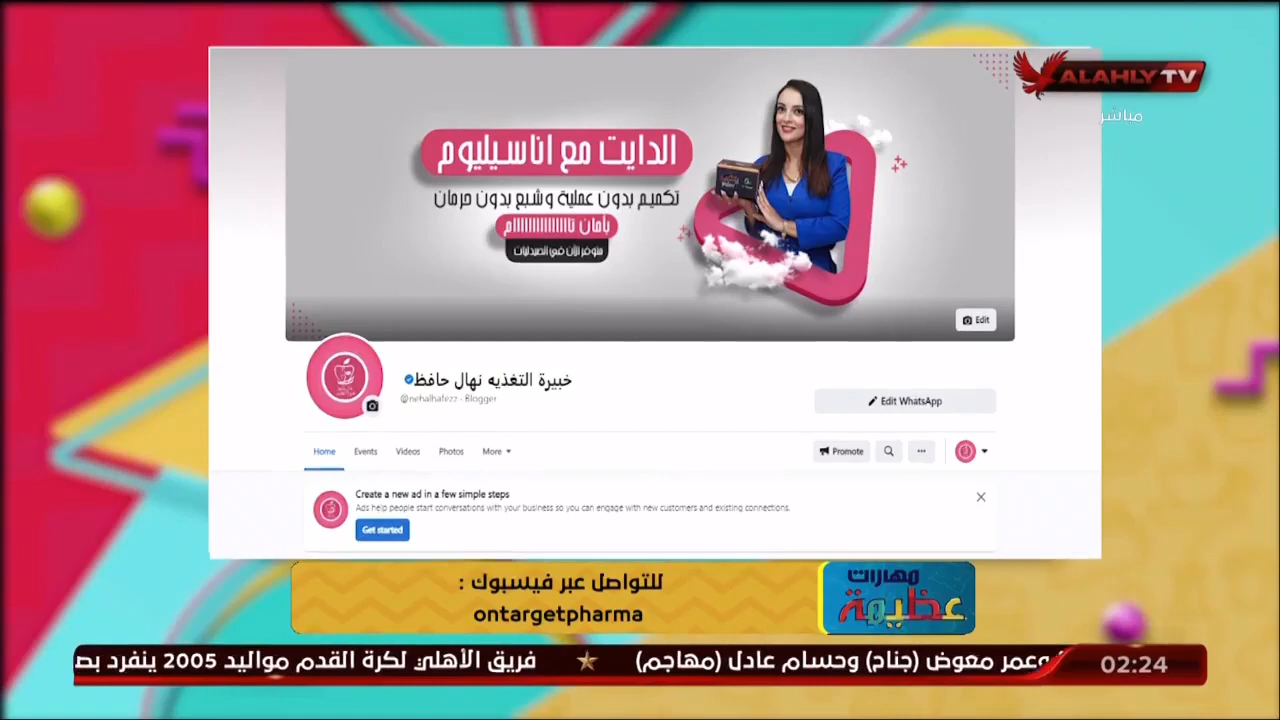 ALAHLY TV
مباشر
الدايت مع اناسيليوم
تكميم بدون عملية وشبع بدون حرمان
بأمان تاااااااااااااام
متوفر الآن في الصيدليات
Edit
خبيرة التغذيه نهال حافظ
@nehalhafezz · Blogger
Edit WhatsApp
Home Events Videos Photos More
Promote
Create a new ad in a few simple steps
Ads help people start conversations with your business so you can engage with new customers and existing connections.
Get started
للتواصل عبر فيسبوك :
ontargetpharma
مهارات
عظيمة
وعمر معوض (جناح) وحسام عادل (مهاجم) ★ فريق الأهلي لكرة القدم مواليد 2005 ينفرد بص
02:24